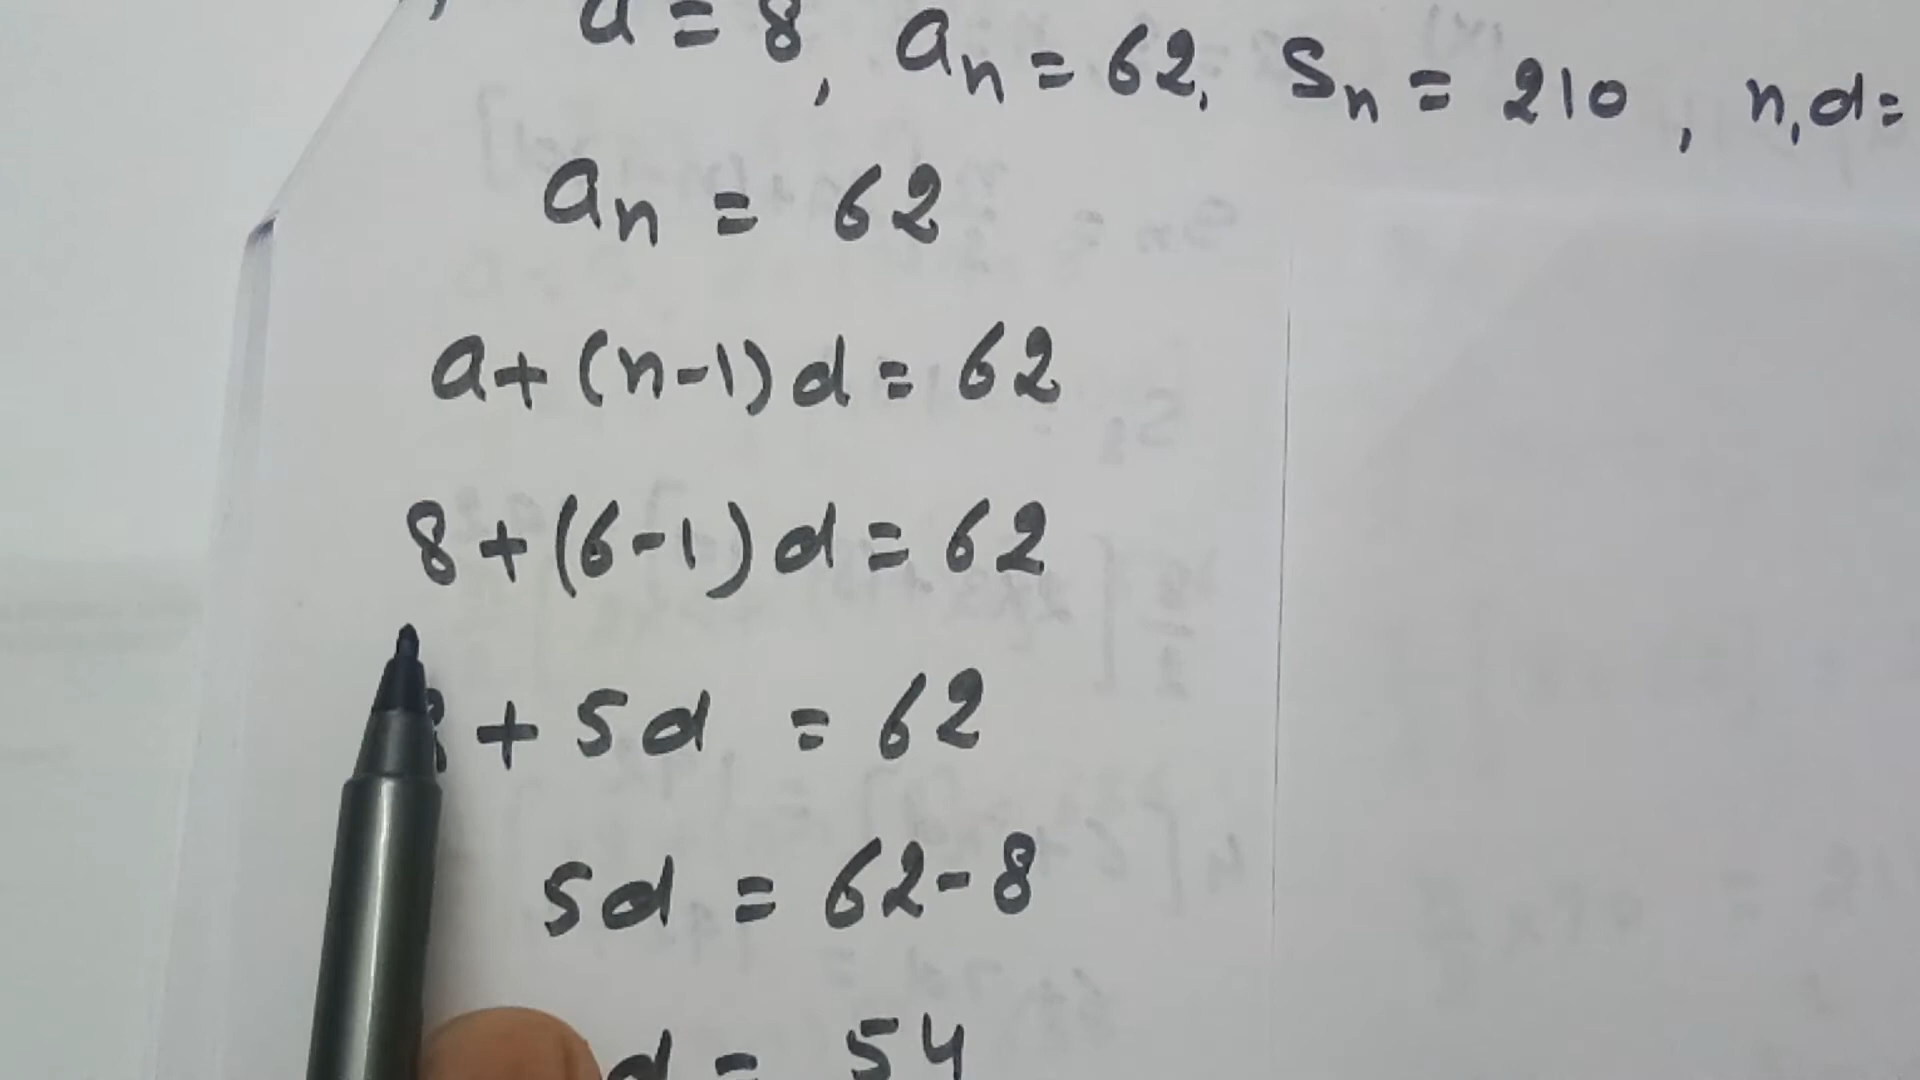 a = 8, an = 62, Sn = 210, n, d =
an = 62
a + (n-1) d = 62
8 + (6-1) d = 62
8 + 5d = 62
5d = 62 - 8
d = 54